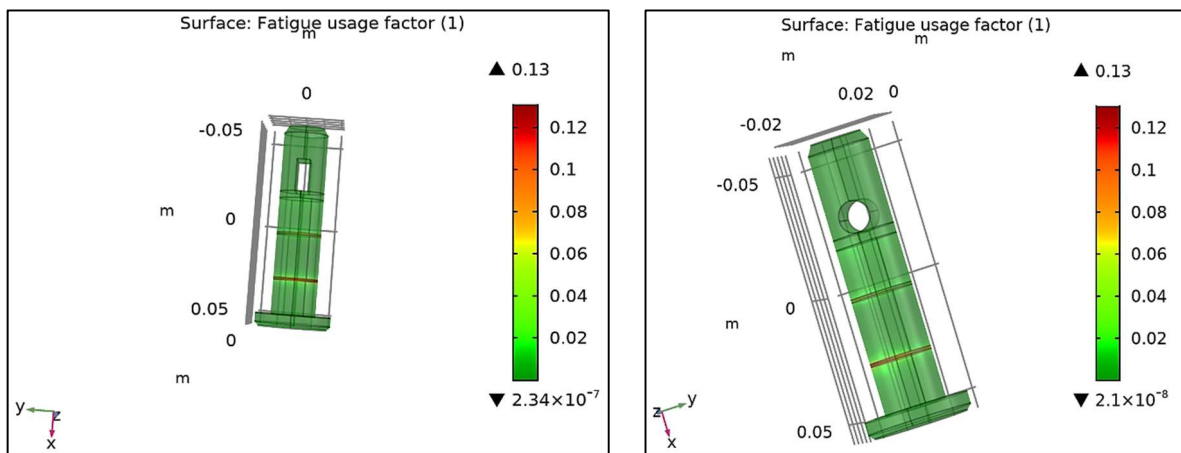 Surface: Fatigue usage factor (1)
m
▲ 0.13
0
-0.05
0.12
0.1
m
0
0.08
0.06
0.04
0.05
0
0.02
m
▼ 2.34×10⁻⁷
y z
x
Surface: Fatigue usage factor (1)
m
m
▲ 0.13
0.02 0
-0.02
0.12
-0.05
0.1
0.08
0.06
0
m
0.04
0.02
z y
▼ 2.1×10⁻⁸
x
0.05